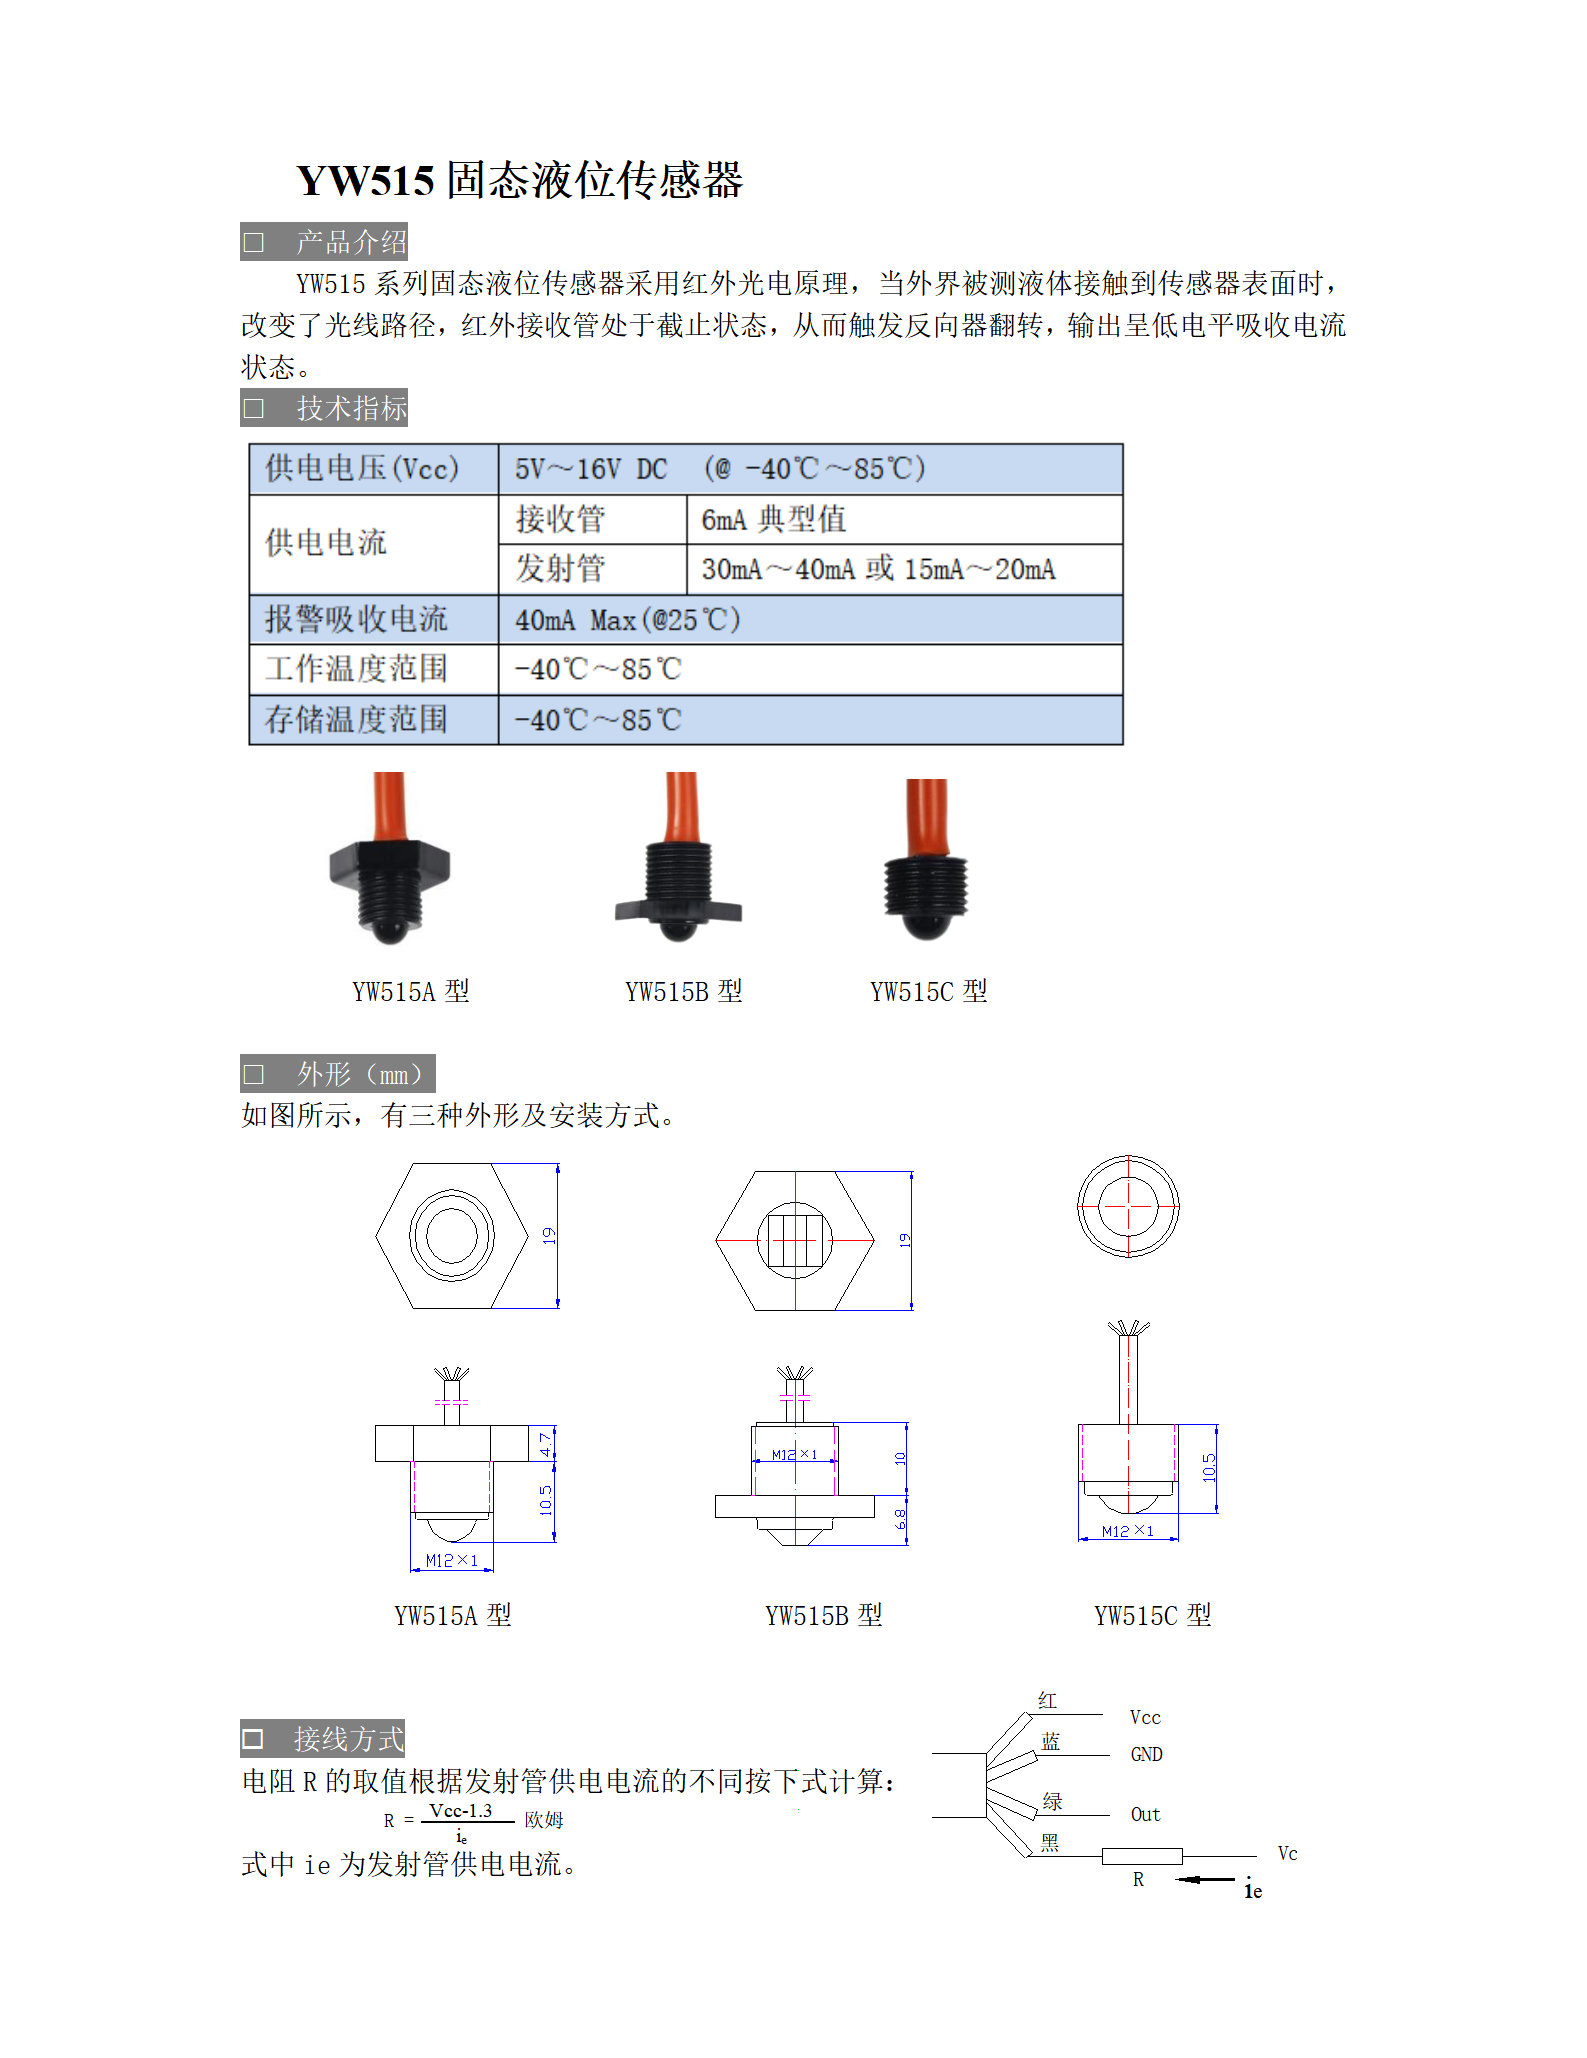 YW515 固态液位传感器
□ 产品介绍
YW515 系列固态液位传感器采用红外光电原理，当外界被测液体接触到传感器表面时，
改变了光线路径，红外接收管处于截止状态，从而触发反向器翻转，输出呈低电平吸收电流
状态。
□ 技术指标
供电电压(Vcc) 5V～16V DC (@ -40℃～85℃)
供电电流 接收管 6mA 典型值
发射管 30mA～40mA 或 15mA～20mA
报警吸收电流 40mA Max(@25℃)
工作温度范围 -40℃～85℃
存储温度范围 -40℃～85℃
YW515A 型 YW515B 型 YW515C 型
□ 外形（mm）
如图所示，有三种外形及安装方式。
19 19
4.7 10.5 M12×1
M12×1 10 6.8
10.5 M12×1
YW515A 型 YW515B 型 YW515C 型
□ 接线方式
电阻 R 的取值根据发射管供电电流的不同按下式计算：
R = Vcc-1.3 欧姆
ie
式中 ie 为发射管供电电流。
红 Vcc
蓝 GND
绿 Out
黑 Vc
R ie